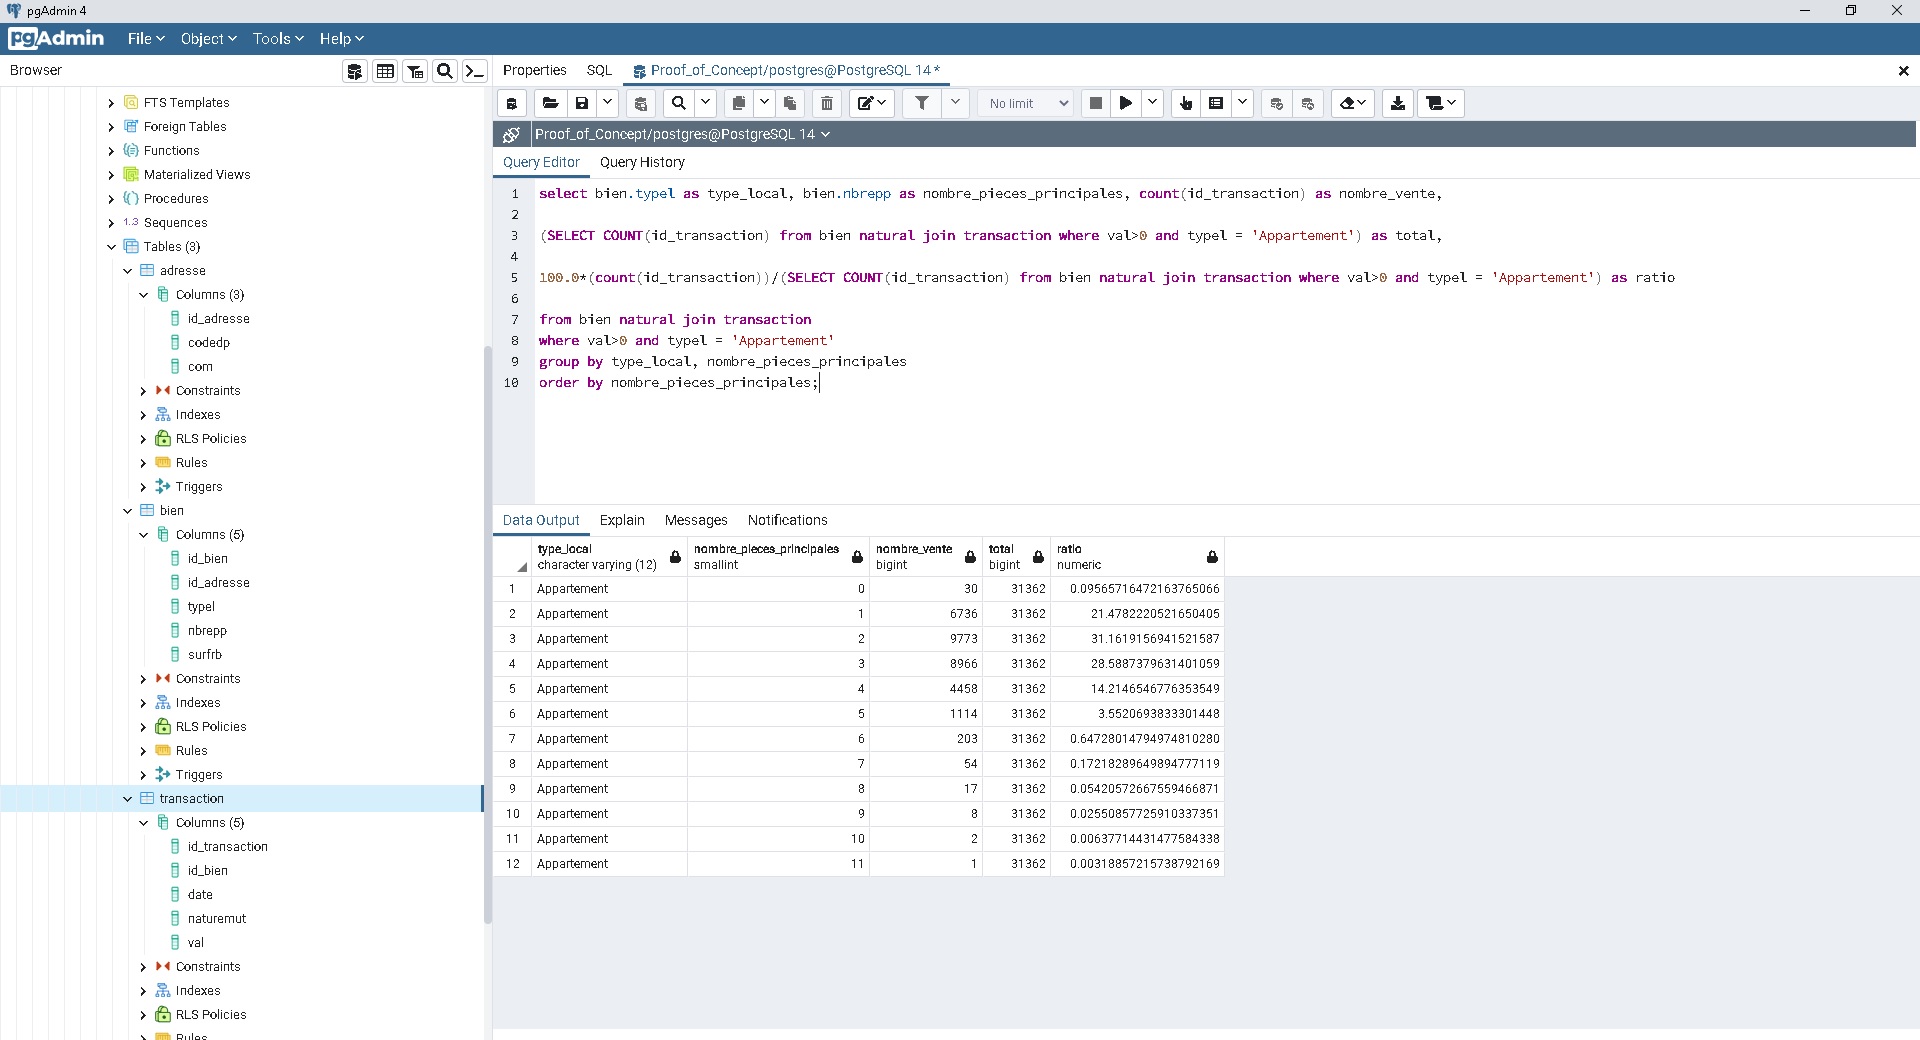 pgAdmin 4
pgAdmin File Object Tools Help
Browser
Properties SQL Proof_of_Concept/postgres@PostgreSQL 14 *
No limit
Proof_of_Concept/postgres@PostgreSQL 14
Query Editor Query History
FTS Templates
Foreign Tables
Functions
Materialized Views
Procedures
1..3 Sequences
Tables (3)
adresse
Columns (3)
id_adresse
codedp
com
Constraints
Indexes
RLS Policies
Rules
Triggers
bien
Columns (5)
id_bien
id_adresse
typel
nbrepp
surfrb
Constraints
Indexes
RLS Policies
Rules
Triggers
transaction
Columns (5)
id_transaction
id_bien
date
naturemut
val
Constraints
Indexes
RLS Policies
Rules
1 select bien.typel as type_local, bien.nbrepp as nombre_pieces_principales, count(id_transaction) as nombre_vente,
2
3 (SELECT COUNT(id_transaction) from bien natural join transaction where val>0 and typel = 'Appartement') as total,
4
5 100.0*(count(id_transaction))/(SELECT COUNT(id_transaction) from bien natural join transaction where val>0 and typel = 'Appartement') as ratio
6
7 from bien natural join transaction
8 where val>0 and typel = 'Appartement'
9 group by type_local, nombre_pieces_principales
10 order by nombre_pieces_principales;
Data Output Explain Messages Notifications
type_local nombre_pieces_principales nombre_vente total ratio
character varying (12) smallint bigint bigint numeric
1 Appartement 0 30 31362 0.09565716472163765066
2 Appartement 1 6736 31362 21.4782220521650405
3 Appartement 2 9773 31362 31.1619156941521587
4 Appartement 3 8966 31362 28.5887379631401059
5 Appartement 4 4458 31362 14.2146546776353549
6 Appartement 5 1114 31362 3.5520693833301448
7 Appartement 6 203 31362 0.64728014794974810280
8 Appartement 7 54 31362 0.17218289649894777119
9 Appartement 8 17 31362 0.05420572667559466871
10 Appartement 9 8 31362 0.02550857725910337351
11 Appartement 10 2 31362 0.00637714431477584338
12 Appartement 11 1 31362 0.00318857215738792169